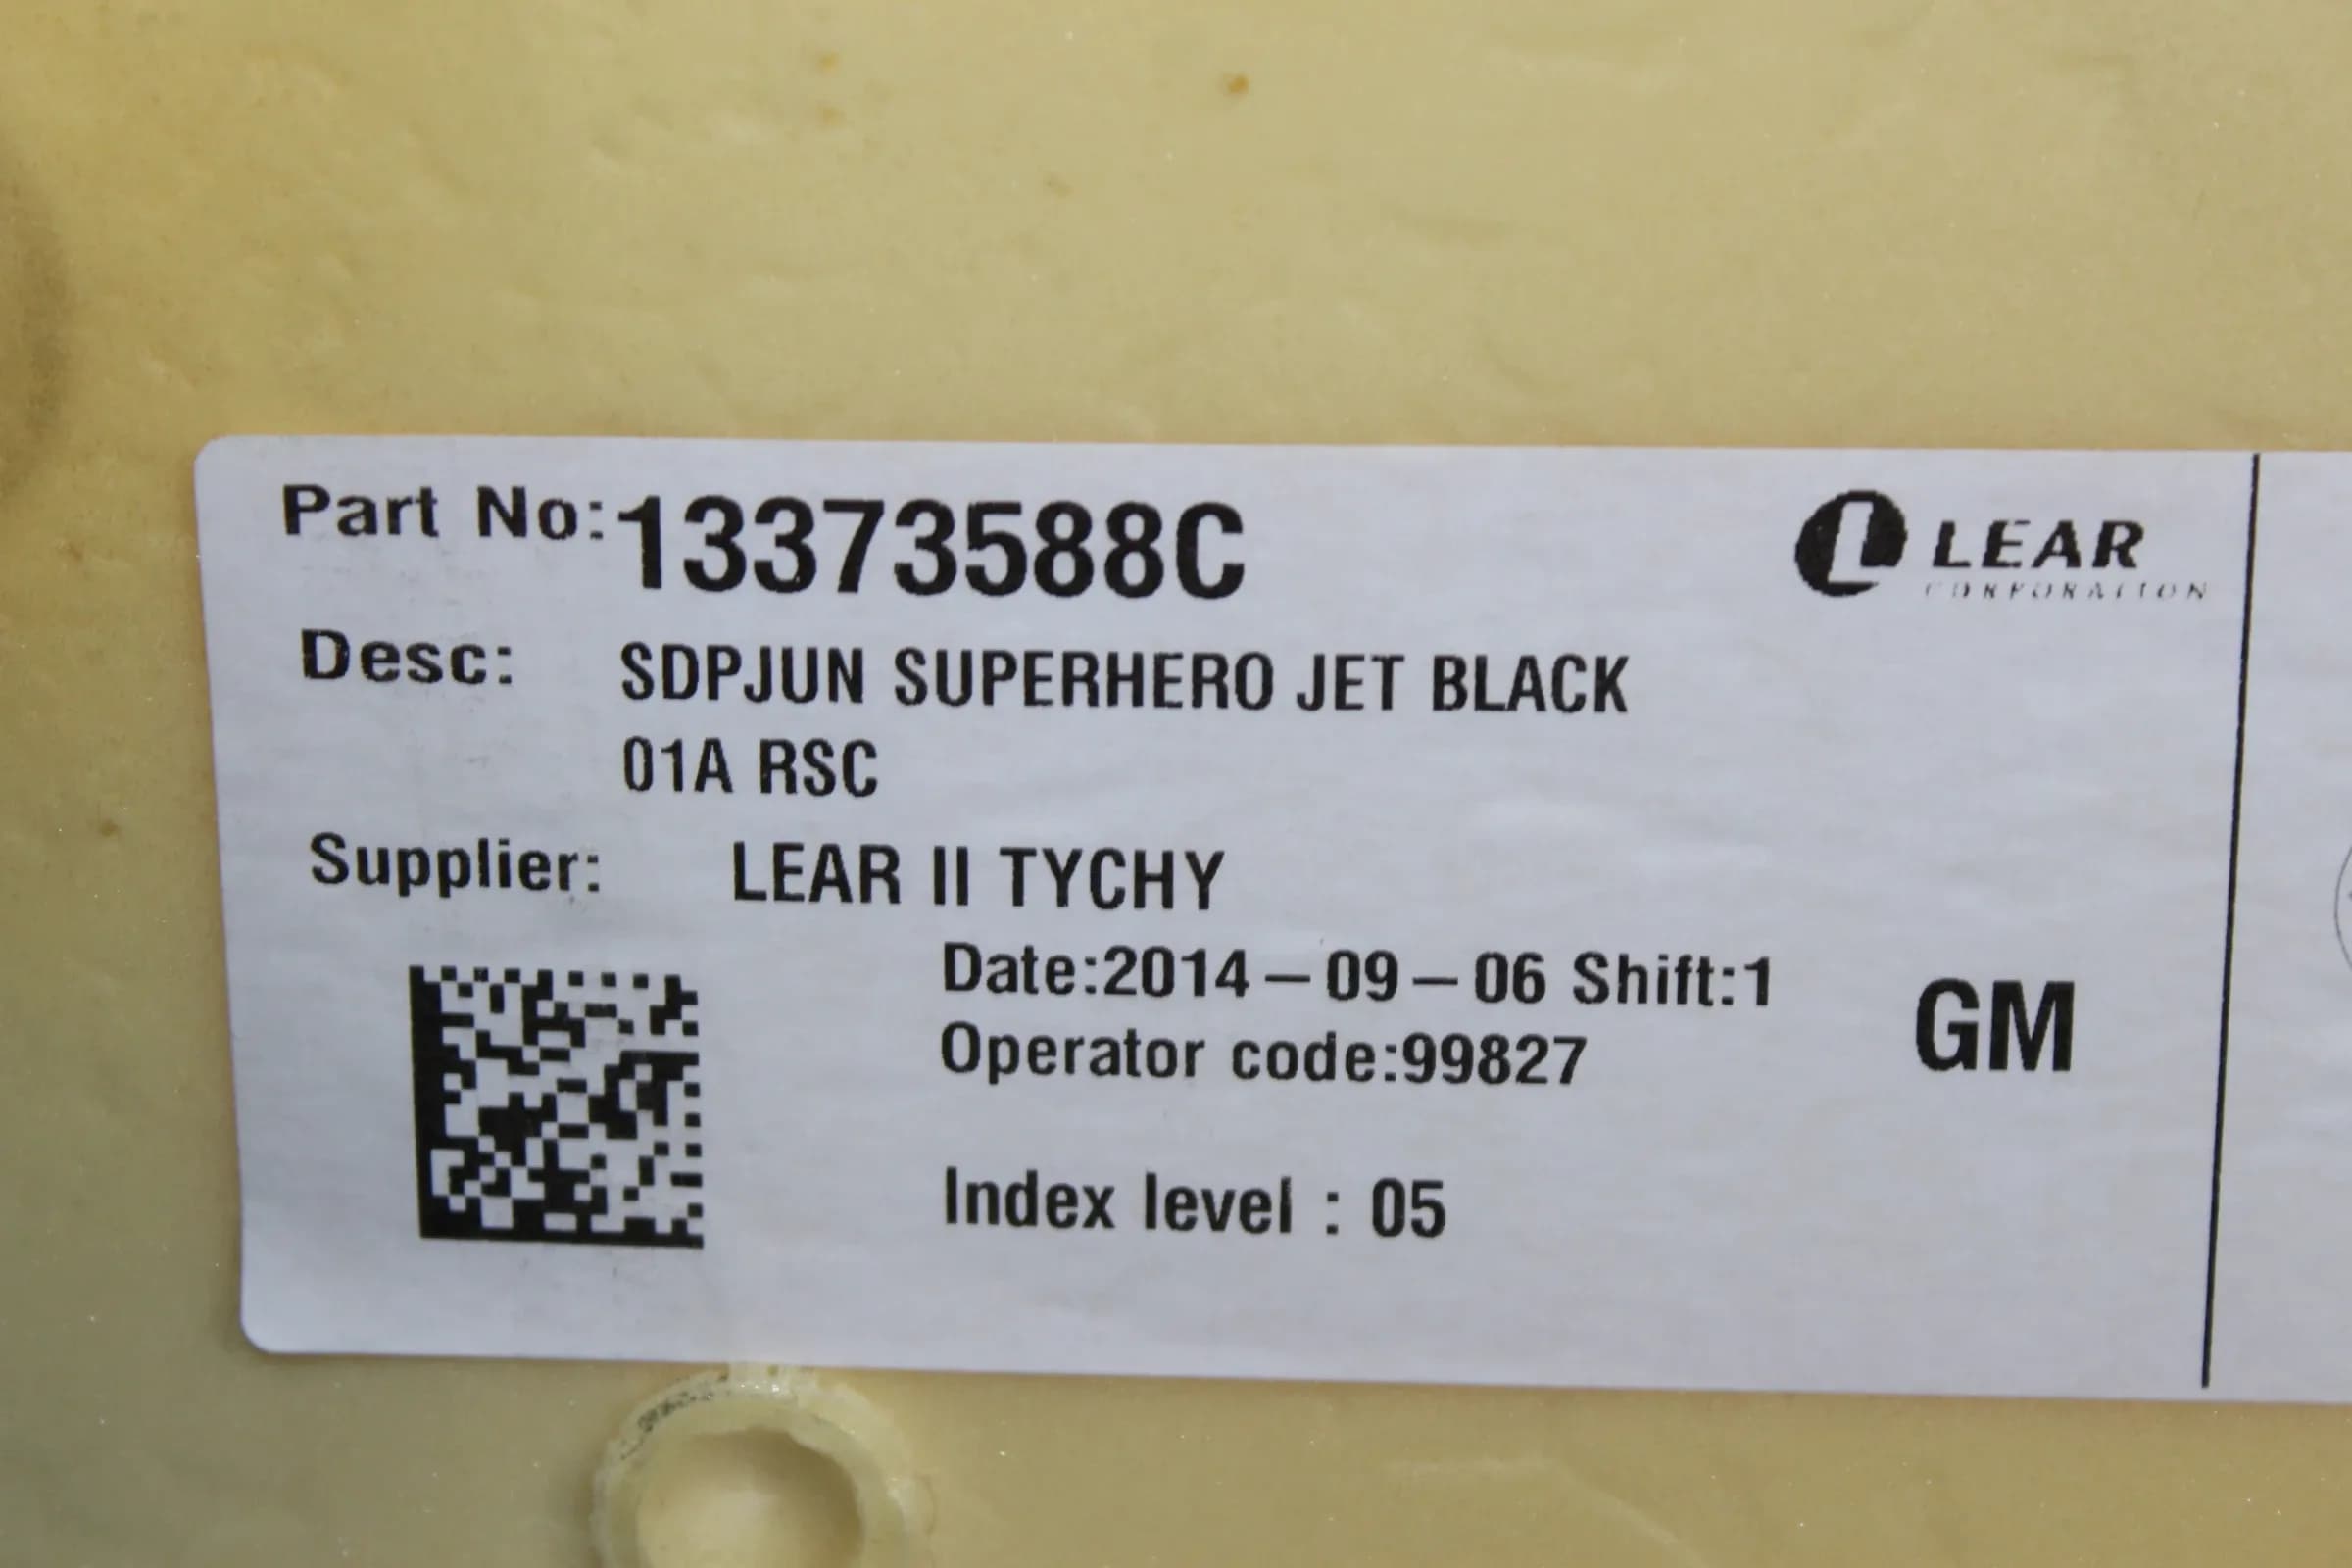 Part No:13373588C
LEAR
CORPORATION
Desc: SDPJUN SUPERHERO JET BLACK
01A RSC
Supplier: LEAR II TYCHY
Date:2014-09-06 Shift:1
Operator code:99827
GM
Index level : 05